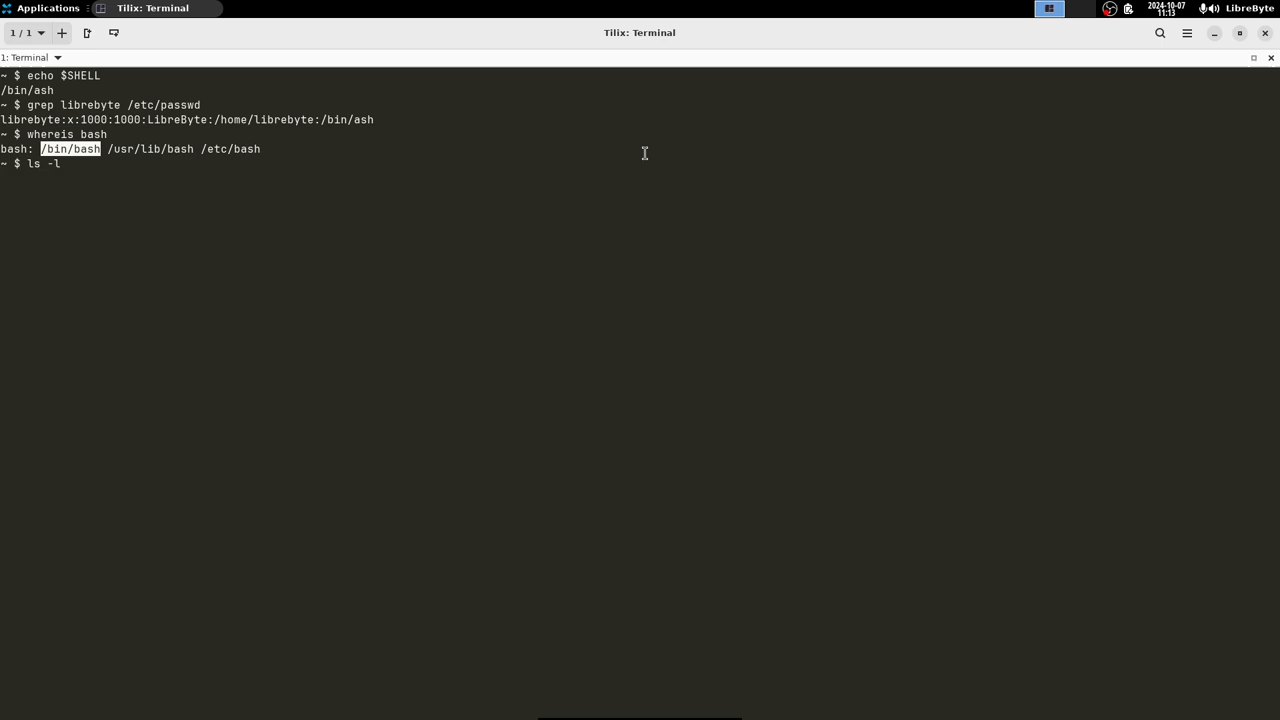 Applications
Tilix: Terminal
2024-10-07
11:13
LibreByte
1 / 1
Tilix: Terminal
1: Terminal
~ $ echo $SHELL
/bin/ash
~ $ grep librebyte /etc/passwd
librebyte:x:1000:1000:LibreByte:/home/librebyte:/bin/ash
~ $ whereis bash
bash: /bin/bash /usr/lib/bash /etc/bash
~ $ ls -l